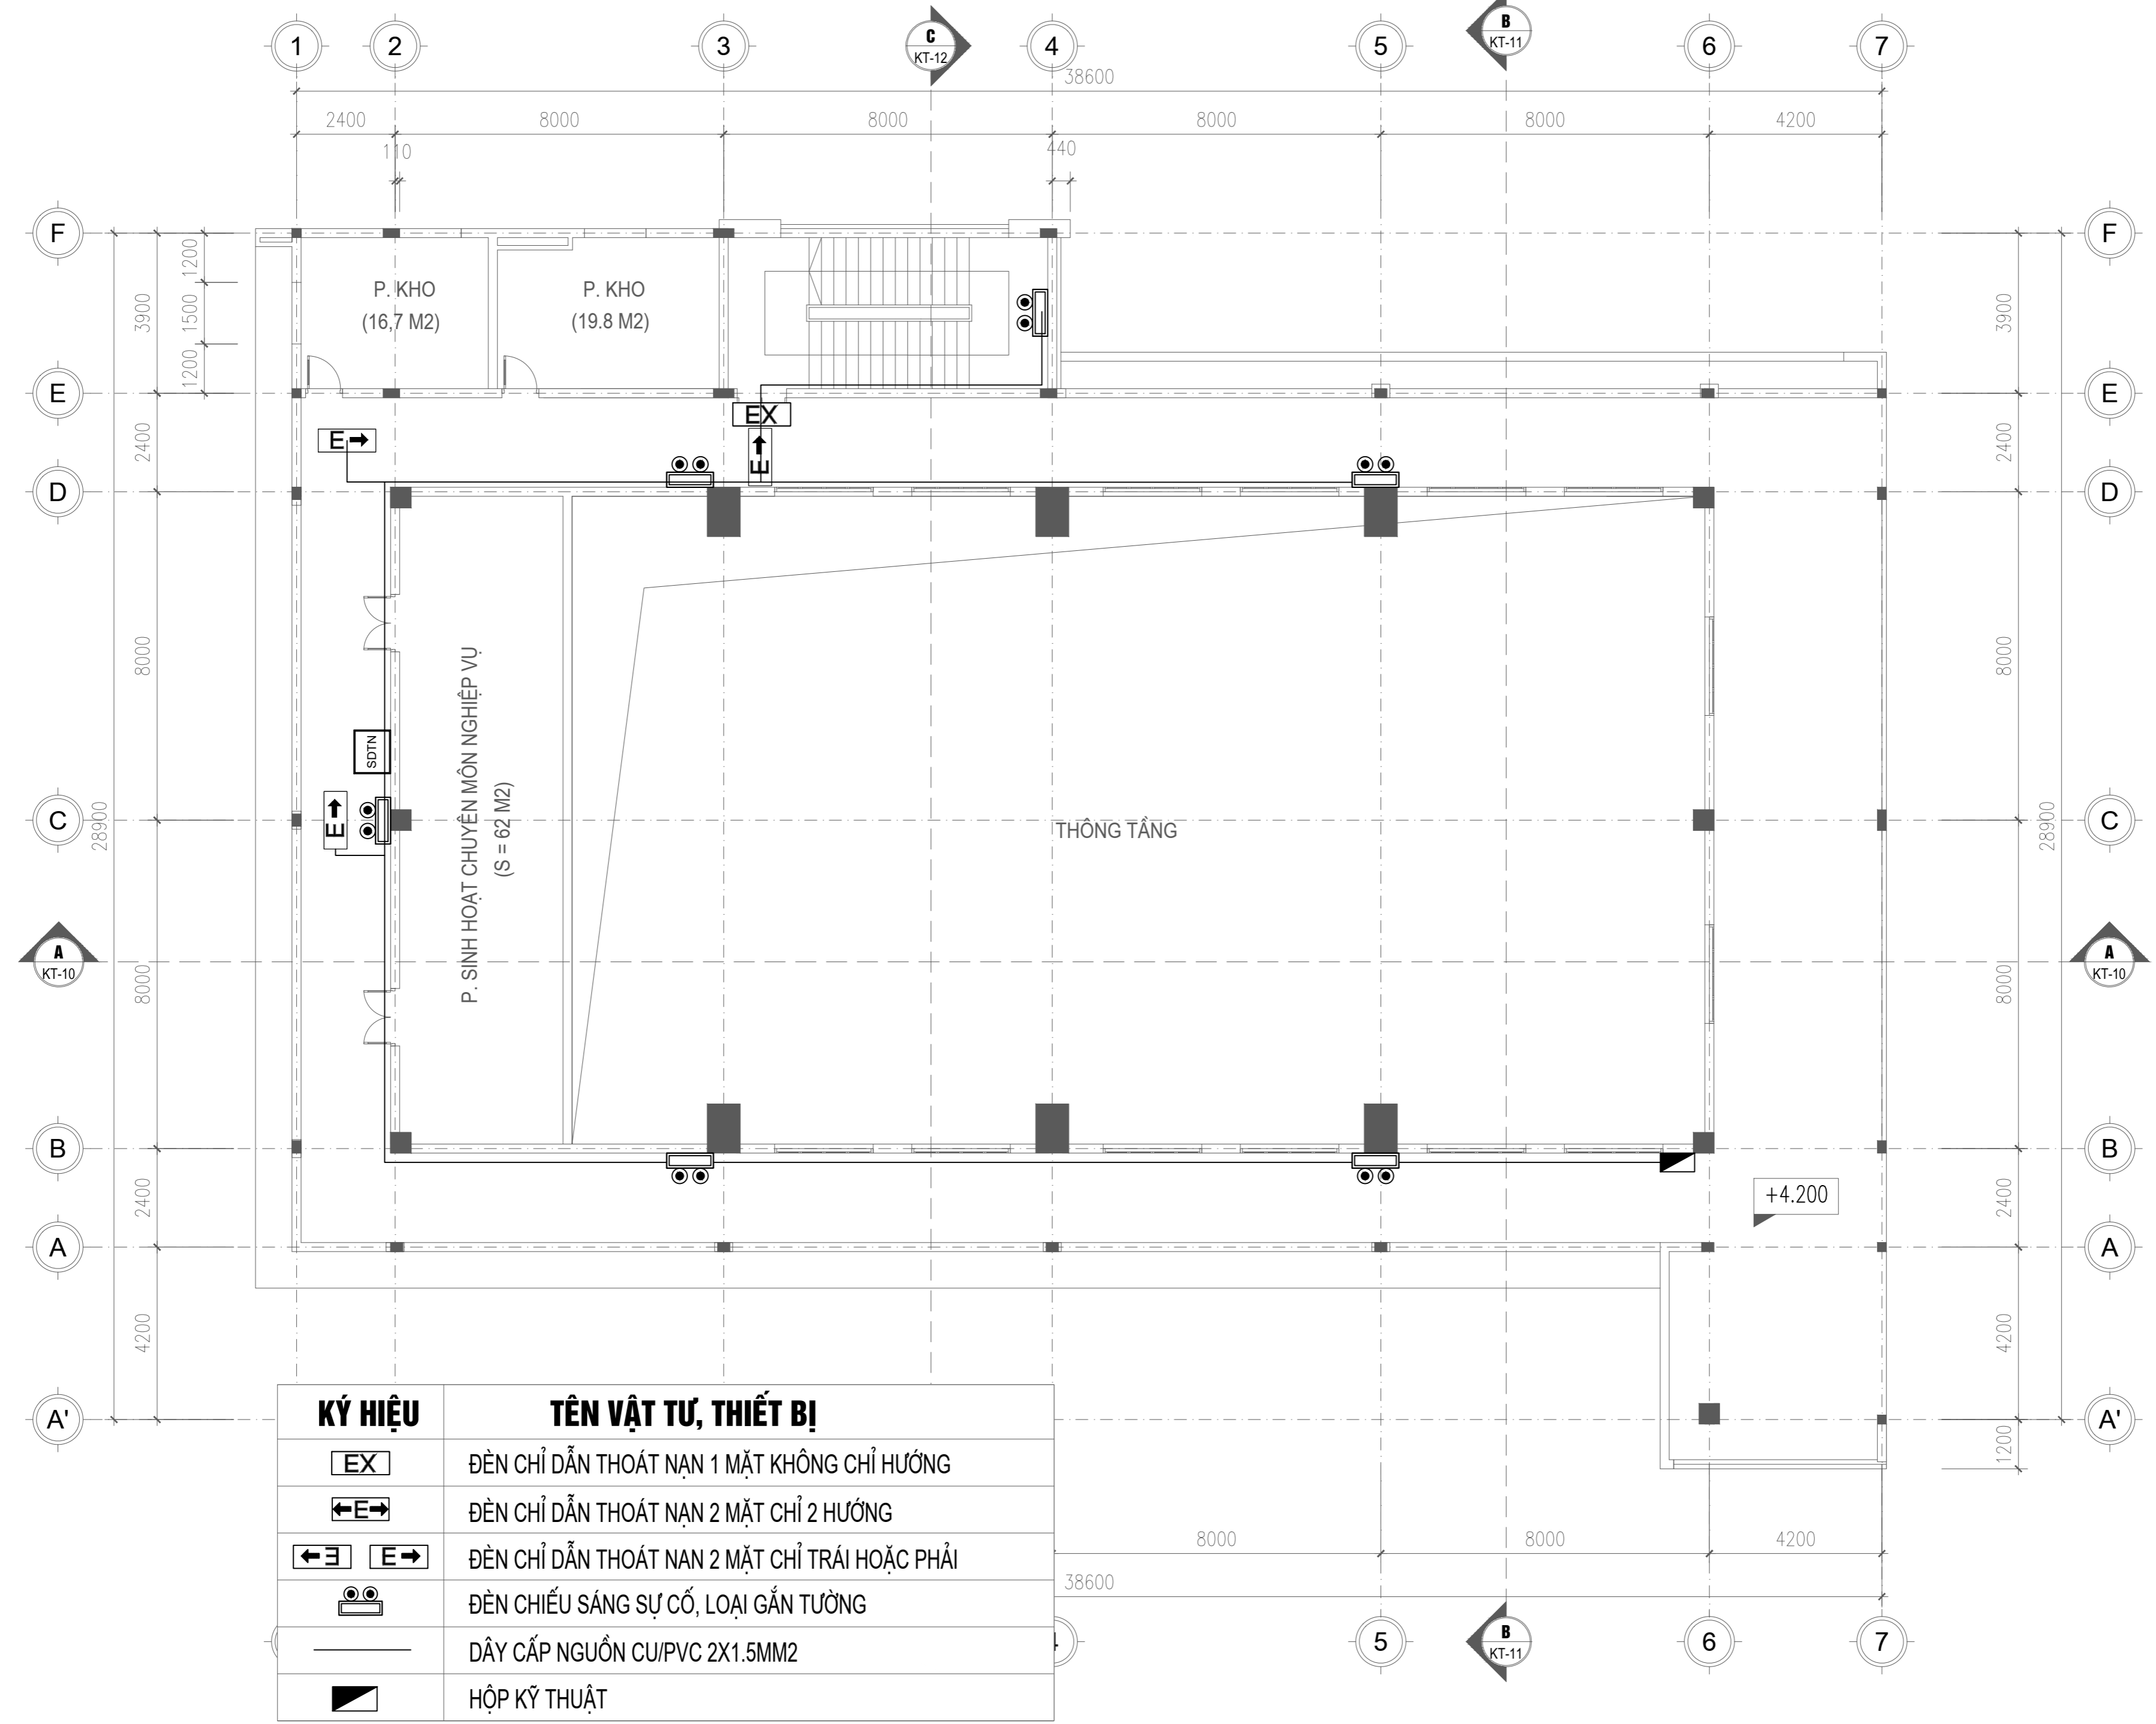 1 2 3 C KT-12 4 5 B KT-11 6 7
38600
2400 8000 8000 8000 8000 4200
110 440
F F
1200
3900 1500 3900
1200
P. KHO
(16,7 M2)
P. KHO
(19.8 M2)
E E
EX
2400 2400
E
E
D D
8000 8000
SDTN
P. SINH HOẠT CHUYÊN MÔN NGHIỆP VỤ
(S = 62 M2)
E
C C
28900 28900
THÔNG TẦNG
A
KT-10
A
KT-10
8000 8000
B B
2400 2400
+4.200
A A
4200 4200
A' A'
1200
KÝ HIỆU TÊN VẬT TƯ, THIẾT BỊ
EX ĐÈN CHỈ DẪN THOÁT NẠN 1 MẶT KHÔNG CHỈ HƯỚNG
E ĐÈN CHỈ DẪN THOÁT NẠN 2 MẶT CHỈ 2 HƯỚNG
E E ĐÈN CHỈ DẪN THOÁT NAN 2 MẶT CHỈ TRÁI HOẶC PHẢI
ĐÈN CHIẾU SÁNG SỰ CỐ, LOẠI GẮN TƯỜNG
DÂY CẤP NGUỒN CU/PVC 2X1.5MM2
HỘP KỸ THUẬT
8000 8000 4200
38600
5 B KT-11 6 7